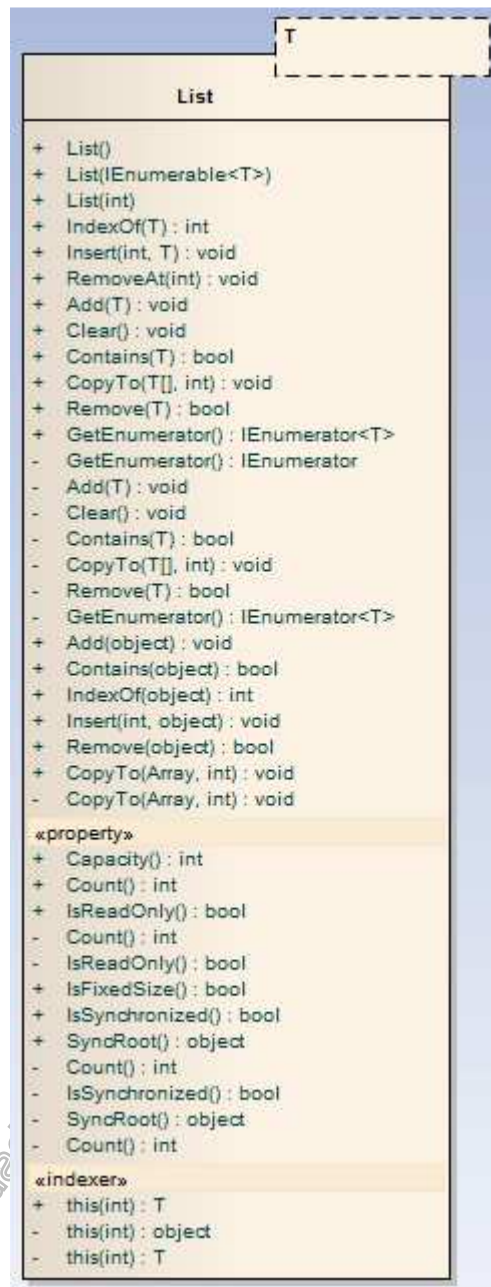 T
List
+ List()
+ List(IEnumerable<T>)
+ List(int)
+ IndexOf(T) : int
+ Insert(int, T) : void
+ RemoveAt(int) : void
+ Add(T) : void
+ Clear() : void
+ Contains(T) : bool
+ CopyTo(T[], int) : void
+ Remove(T) : bool
+ GetEnumerator() : IEnumerator<T>
- GetEnumerator() : IEnumerator
- Add(T) : void
- Clear() : void
- Contains(T) : bool
- CopyTo(T[], int) : void
- Remove(T) : bool
- GetEnumerator() : IEnumerator<T>
+ Add(object) : void
+ Contains(object) : bool
+ IndexOf(object) : int
+ Insert(int, object) : void
+ Remove(object) : bool
+ CopyTo(Array, int) : void
- CopyTo(Array, int) : void
«property»
+ Capacity() : int
+ Count() : int
+ IsReadOnly() : bool
- Count() : int
- IsReadOnly() : bool
+ IsFixedSize() : bool
+ IsSynchronized() : bool
+ SyncRoot() : object
- Count() : int
- IsSynchronized() : bool
- SyncRoot() : object
- Count() : int
«indexer»
+ this(int) : T
- this(int) : object
- this(int) : T